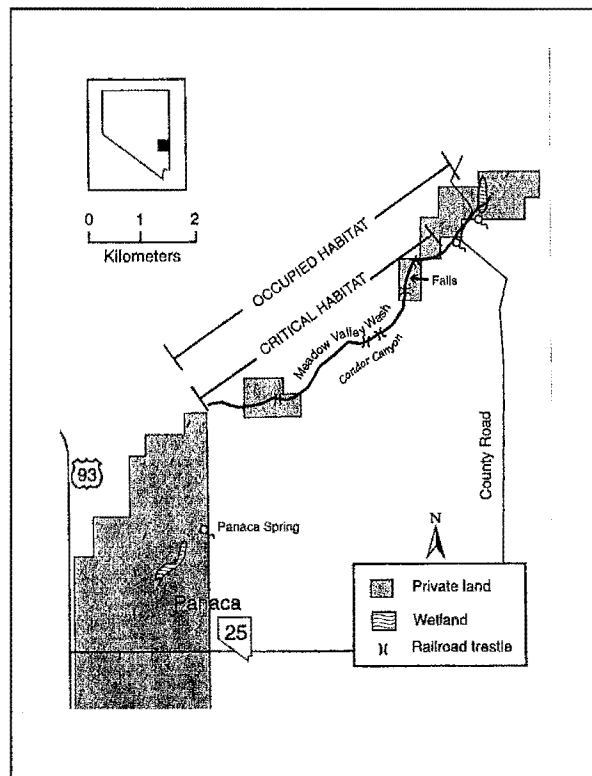 0 1 2
Kilometers
OCCUPIED HABITAT
CRITICAL HABITAT
Falls
Meadow Valley Wash
Condor Canyon
County Road
93
Panaca Spring
Panaca
25
N
Private land
Wetland
Railroad trestle